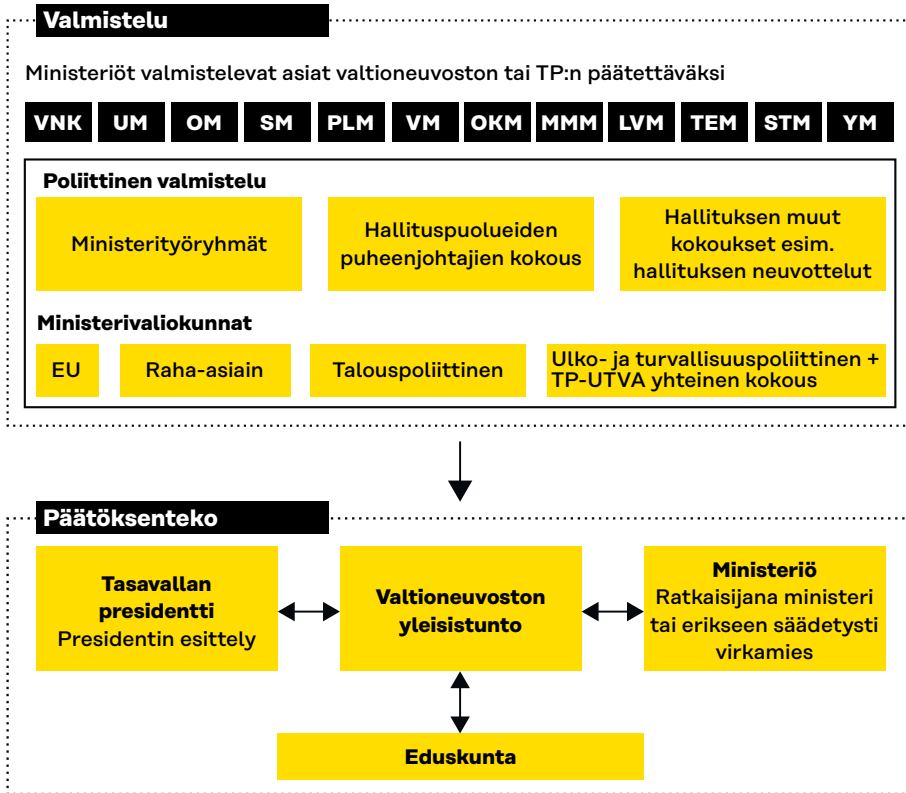 Valmistelu
Ministeriöt valmistelevat asiat valtioneuvoston tai TP:n päätettäväksi
VNK UM OM SM PLM VM OKM MMM LVM TEM STM YM
Poliittinen valmistelu
Ministerityöryhmät
Hallituspuolueiden
puheenjohtajien kokous
Hallituksen muut
kokoukset esim.
hallituksen neuvottelut
Ministerivaliokunnat
EU
Raha-asiain
Talouspoliittinen
Ulko- ja turvallisuuspoliittinen +
TP-UTVA yhteinen kokous
Päätöksenteko
Tasavallan
presidentti
Presidentin esittely
Valtioneuvoston
yleisistunto
Ministeriö
Ratkaisijana ministeri
tai erikseen säädetysti
virkamies
Eduskunta